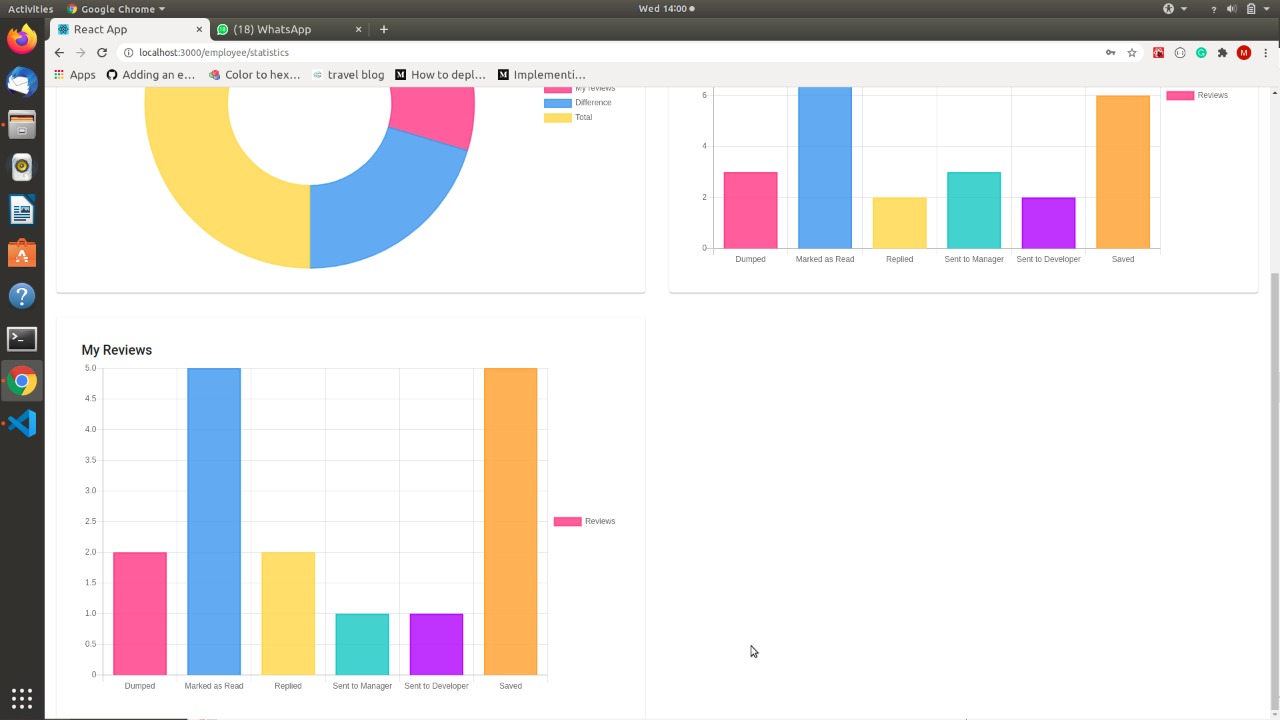 Activities Google Chrome Wed 14:00
React App (18) WhatsApp
localhost:3000/employee/statistics M
Apps Adding an e… Color to hex… travel blog How to depl… Implementi…
My reviews
Difference
Total
6
4
2
0
Reviews
Dumped Marked as Read Replied Sent to Manager Sent to Developer Saved
My Reviews
5.0
4.5
4.0
3.5
3.0
2.5
2.0
1.5
1.0
0.5
0
Reviews
Dumped Marked as Read Replied Sent to Manager Sent to Developer Saved